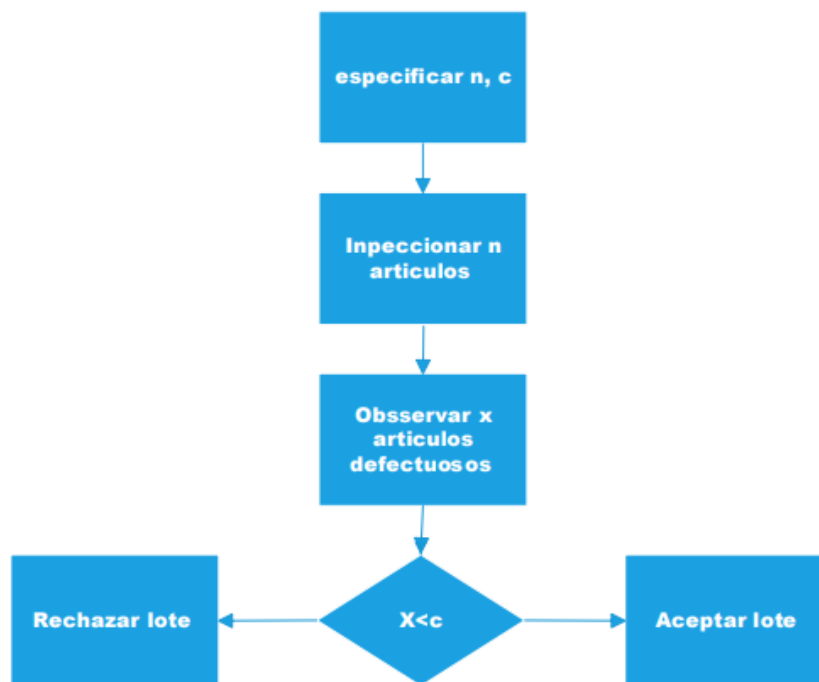 especificar n, c
Inpeccionar n
articulos
Obsservar x
articulos
defectuosos
Rechazar lote
X<c
Aceptar lote